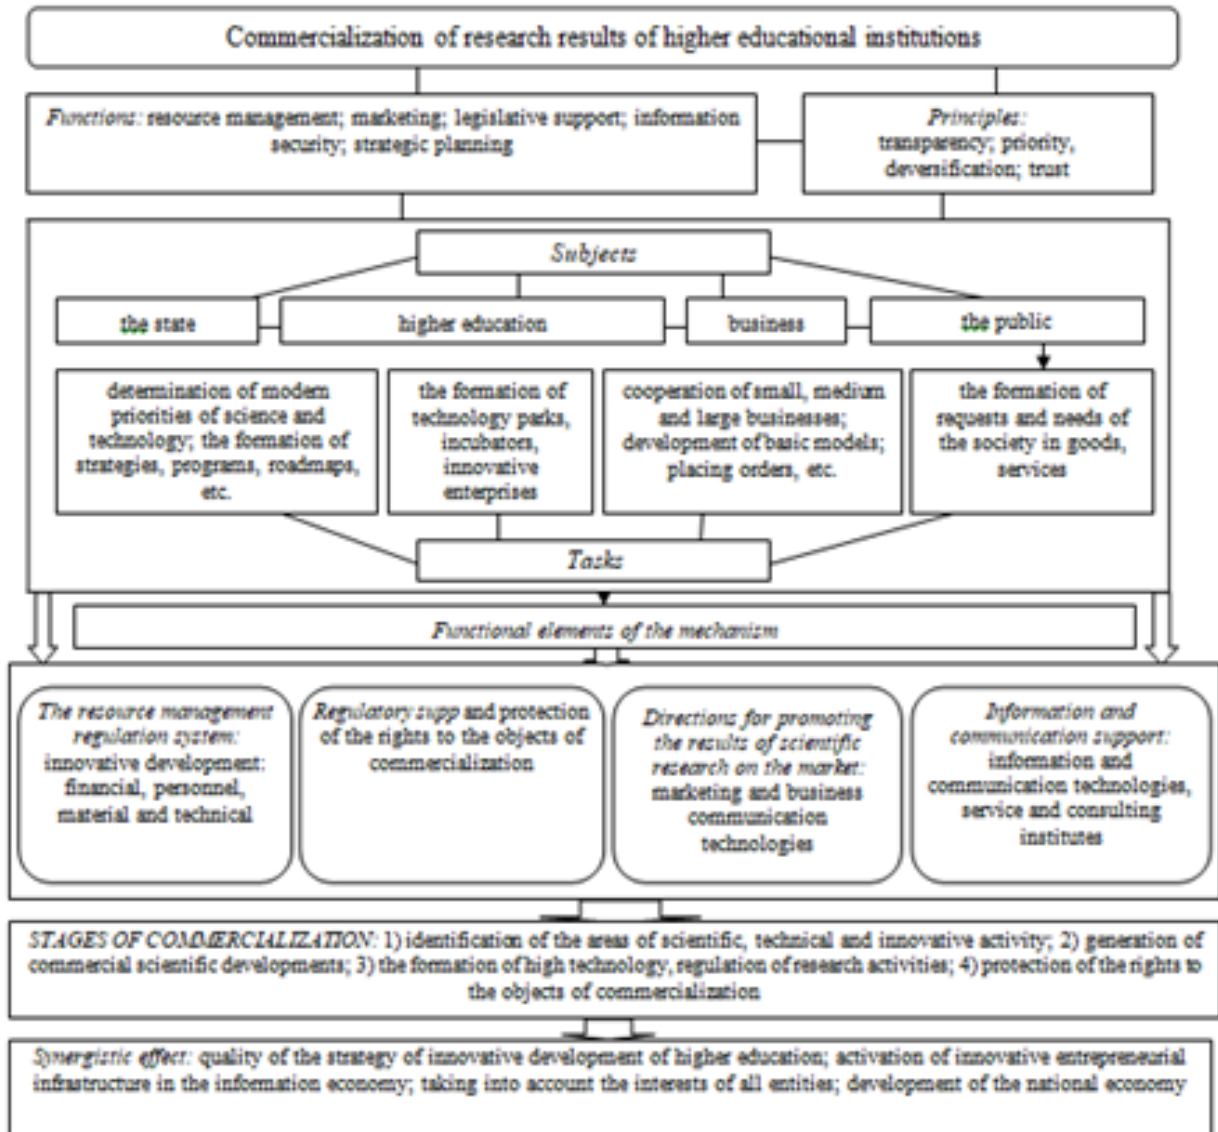 Commercialization of research results of higher educational institutions
Functions: resource management; marketing; legislative support; information
security; strategic planning
Principles:
transparency; priority,
deversification; trust
Subjects
the state
higher education
business
the public
determination of modern
priorities of science and
technology; the formation of
strategies, programs, roadmaps,
etc.
the formation of
technology parks,
incubators,
innovative
enterprises
cooperation of small, medium
and large businesses;
development of basic models;
placing orders, etc.
the formation of
requests and needs of
the society in goods,
services
Tasks
Functional elements of the mechanism
The resource management
regulation system:
innovative development:
financial, personnel,
material and technical
Regulatory supp and protection
of the rights to the objects of
commercialization
Directions for promoting
the results of scientific
research on the market:
marketing and business
communication
technologies
Information and
communication support:
information and
communication technologies,
service and consulting
institutes
STAGES OF COMMERCIALIZATION: 1) identification of the areas of scientific, technical and innovative activity; 2) generation of
commercial scientific developments; 3) the formation of high technology, regulation of research activities; 4) protection of the rights to
the objects of commercialization
Synergistic effect: quality of the strategy of innovative development of higher education; activation of innovative entrepreneurial
infrastructure in the information economy; taking into account the interests of all entities; development of the national economy